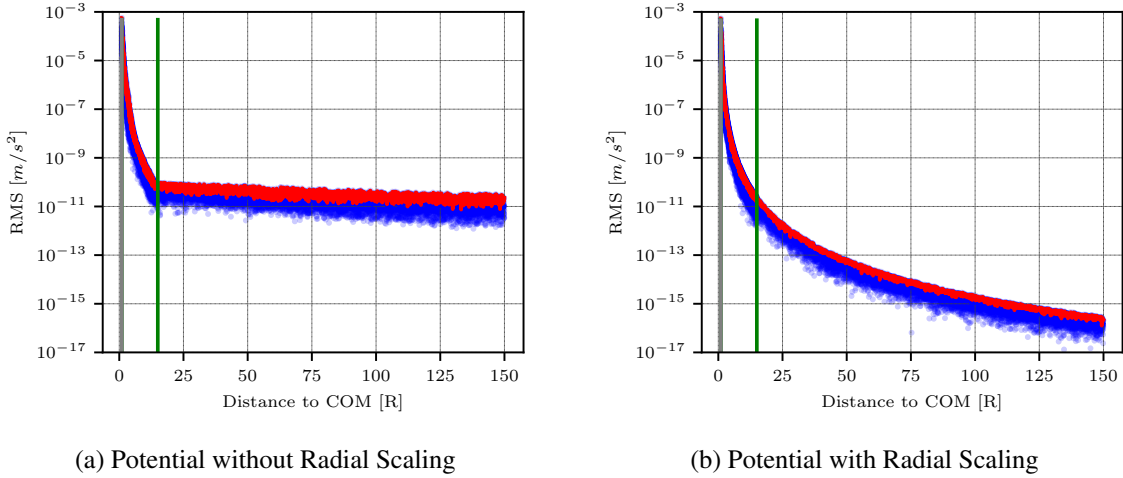 10⁻³
10⁻⁵
10⁻⁷
10⁻⁹
10⁻¹¹
10⁻¹³
10⁻¹⁵
10⁻¹⁷
RMS [m/s²]
0 25 50 75 100 125 150
Distance to COM [R]
(a) Potential without Radial Scaling
10⁻³
10⁻⁵
10⁻⁷
10⁻⁹
10⁻¹¹
10⁻¹³
10⁻¹⁵
10⁻¹⁷
RMS [m/s²]
0 25 50 75 100 125 150
Distance to COM [R]
(b) Potential with Radial Scaling